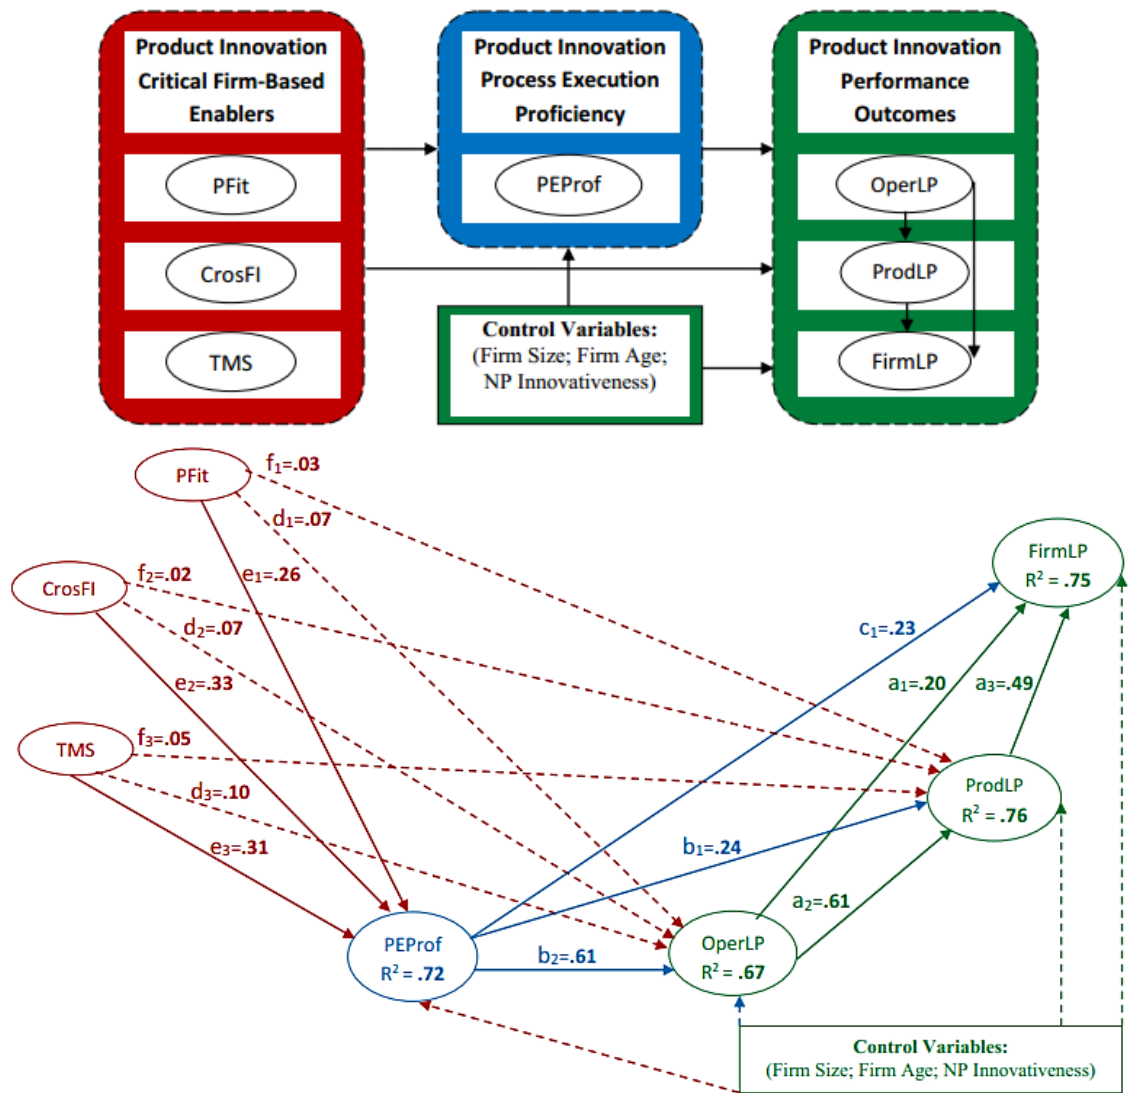 Product Innovation
Critical Firm-Based
Enablers
PFit
CrosFI
TMS
Product Innovation
Process Execution
Proficiency
PEProf
Control Variables:
(Firm Size; Firm Age;
NP Innovativeness)
Product Innovation
Performance
Outcomes
OperLP
ProdLP
FirmLP
PFit
f₁=.03
d₁=.07
e₁=.26
CrosFI
f₂=.02
d₂=.07
e₂=.33
TMS
f₃=.05
d₃=.10
e₃=.31
FirmLP
R² = .75
c₁=.23
a₁=.20
a₃=.49
ProdLP
R² = .76
b₁=.24
a₂=.61
PEProf
R² = .72
b₂=.61
OperLP
R² = .67
Control Variables:
(Firm Size; Firm Age; NP Innovativeness)